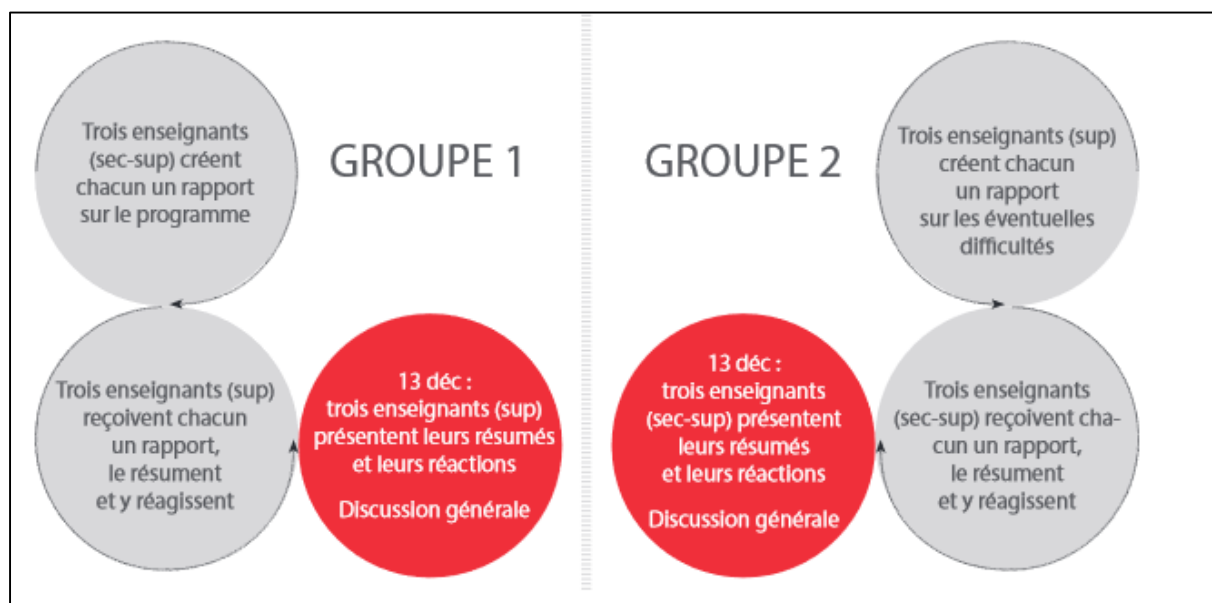 Trois enseignants
(sec-sup) créent
chacun un rapport
sur le programme
GROUPE 1
Trois enseignants (sup)
reçoivent chacun
un rapport,
le résument
et y réagissent
13 déc :
trois enseignants (sup)
présentent leurs résumés
et leurs réactions
Discussion générale
GROUPE 2
Trois enseignants (sup)
créent chacun
un rapport
sur les éventuelles
difficultés
13 déc :
trois enseignants
(sec-sup) présentent
leurs résumés
et leurs réactions
Discussion générale
Trois enseignants
(sec-sup) reçoivent cha-
cun un rapport,
le résument
et y réagissent